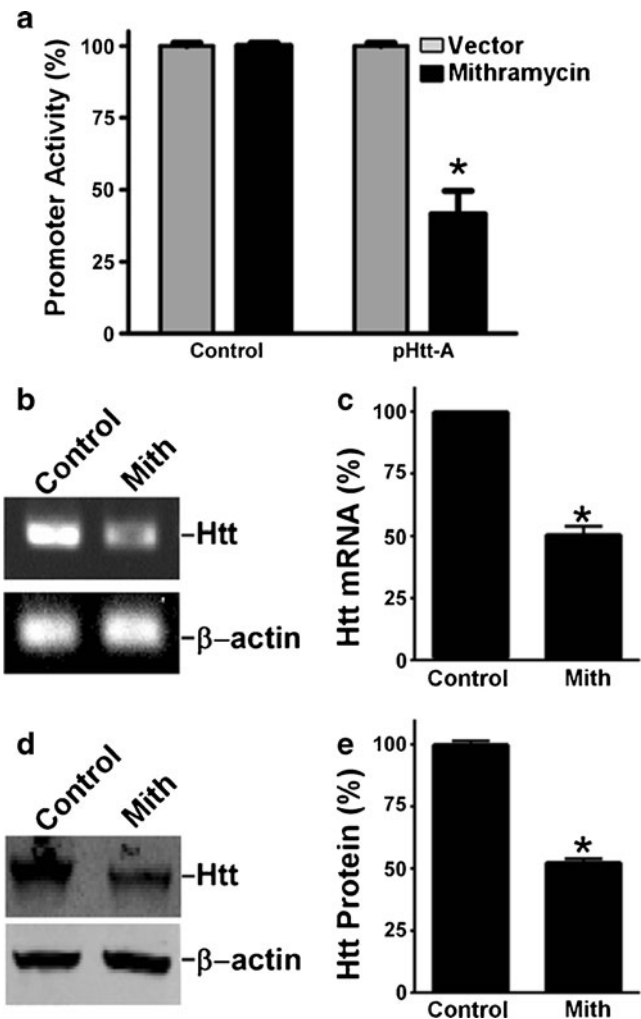 a
Promoter Activity (%)
100
75
50
25
0
Vector
Mithramycin
*
Control
pHtt-A
b
Control
Mith
–Htt
–β–actin
c
Htt mRNA (%)
100
75
50
25
0
*
Control
Mith
d
Control
Mith
–Htt
–β–actin
e
Htt Protein (%)
100
75
50
25
0
*
Control
Mith